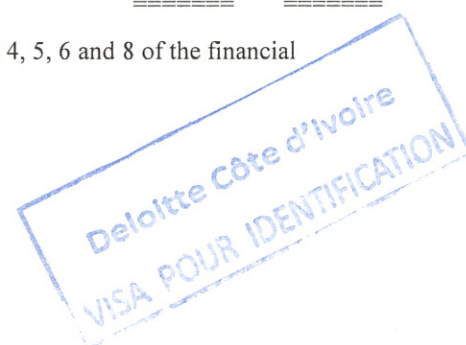 ======= =======
4, 5, 6 and 8 of the financial
Deloitte Côte d'Ivoire
VISA POUR IDENTIFICATION